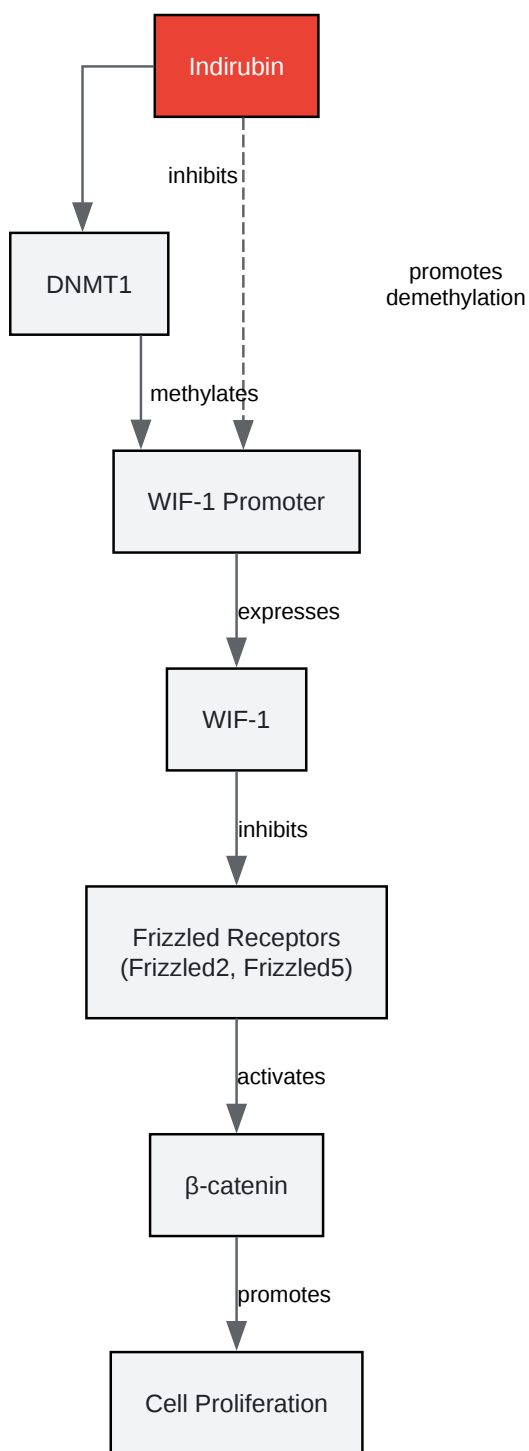 Indirubin
inhibits
DNMT1
promotes
demethylation
methylates
WIF-1 Promoter
expresses
WIF-1
inhibits
Frizzled Receptors
(Frizzled2, Frizzled5)
activates
β-catenin
promotes
Cell Proliferation